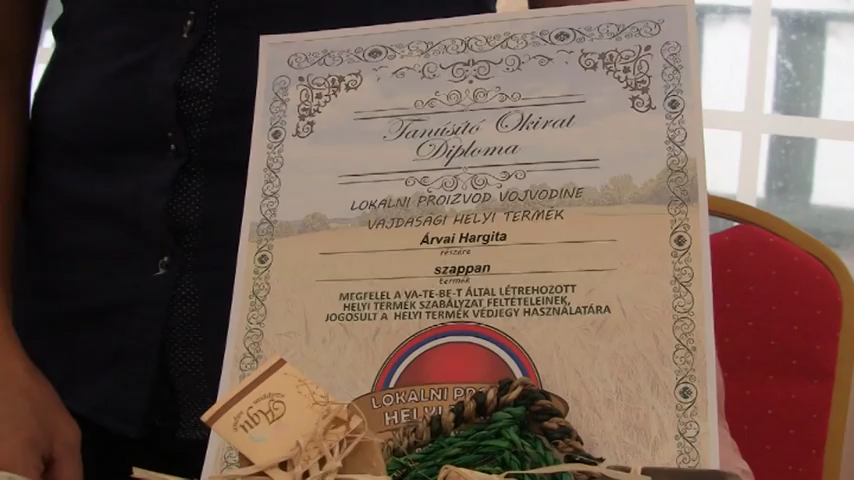 Tanúsító Okirat
Diploma
LOKALNI PROIZVOD VOJVODINE
VAJDASÁGI HELYI TERMÉK
Árvai Hargita
részére
szappan
termék
MEGFELEL A VA-TE-BE-T ÁLTAL LÉTREHOZOTT
HELYI TERMÉK SZABÁLYZAT FELTÉTELEINEK,
JOGOSULT A HELYI TERMÉK VÉDJEGY HASZNÁLATÁRA
LOKALNI
HELYI